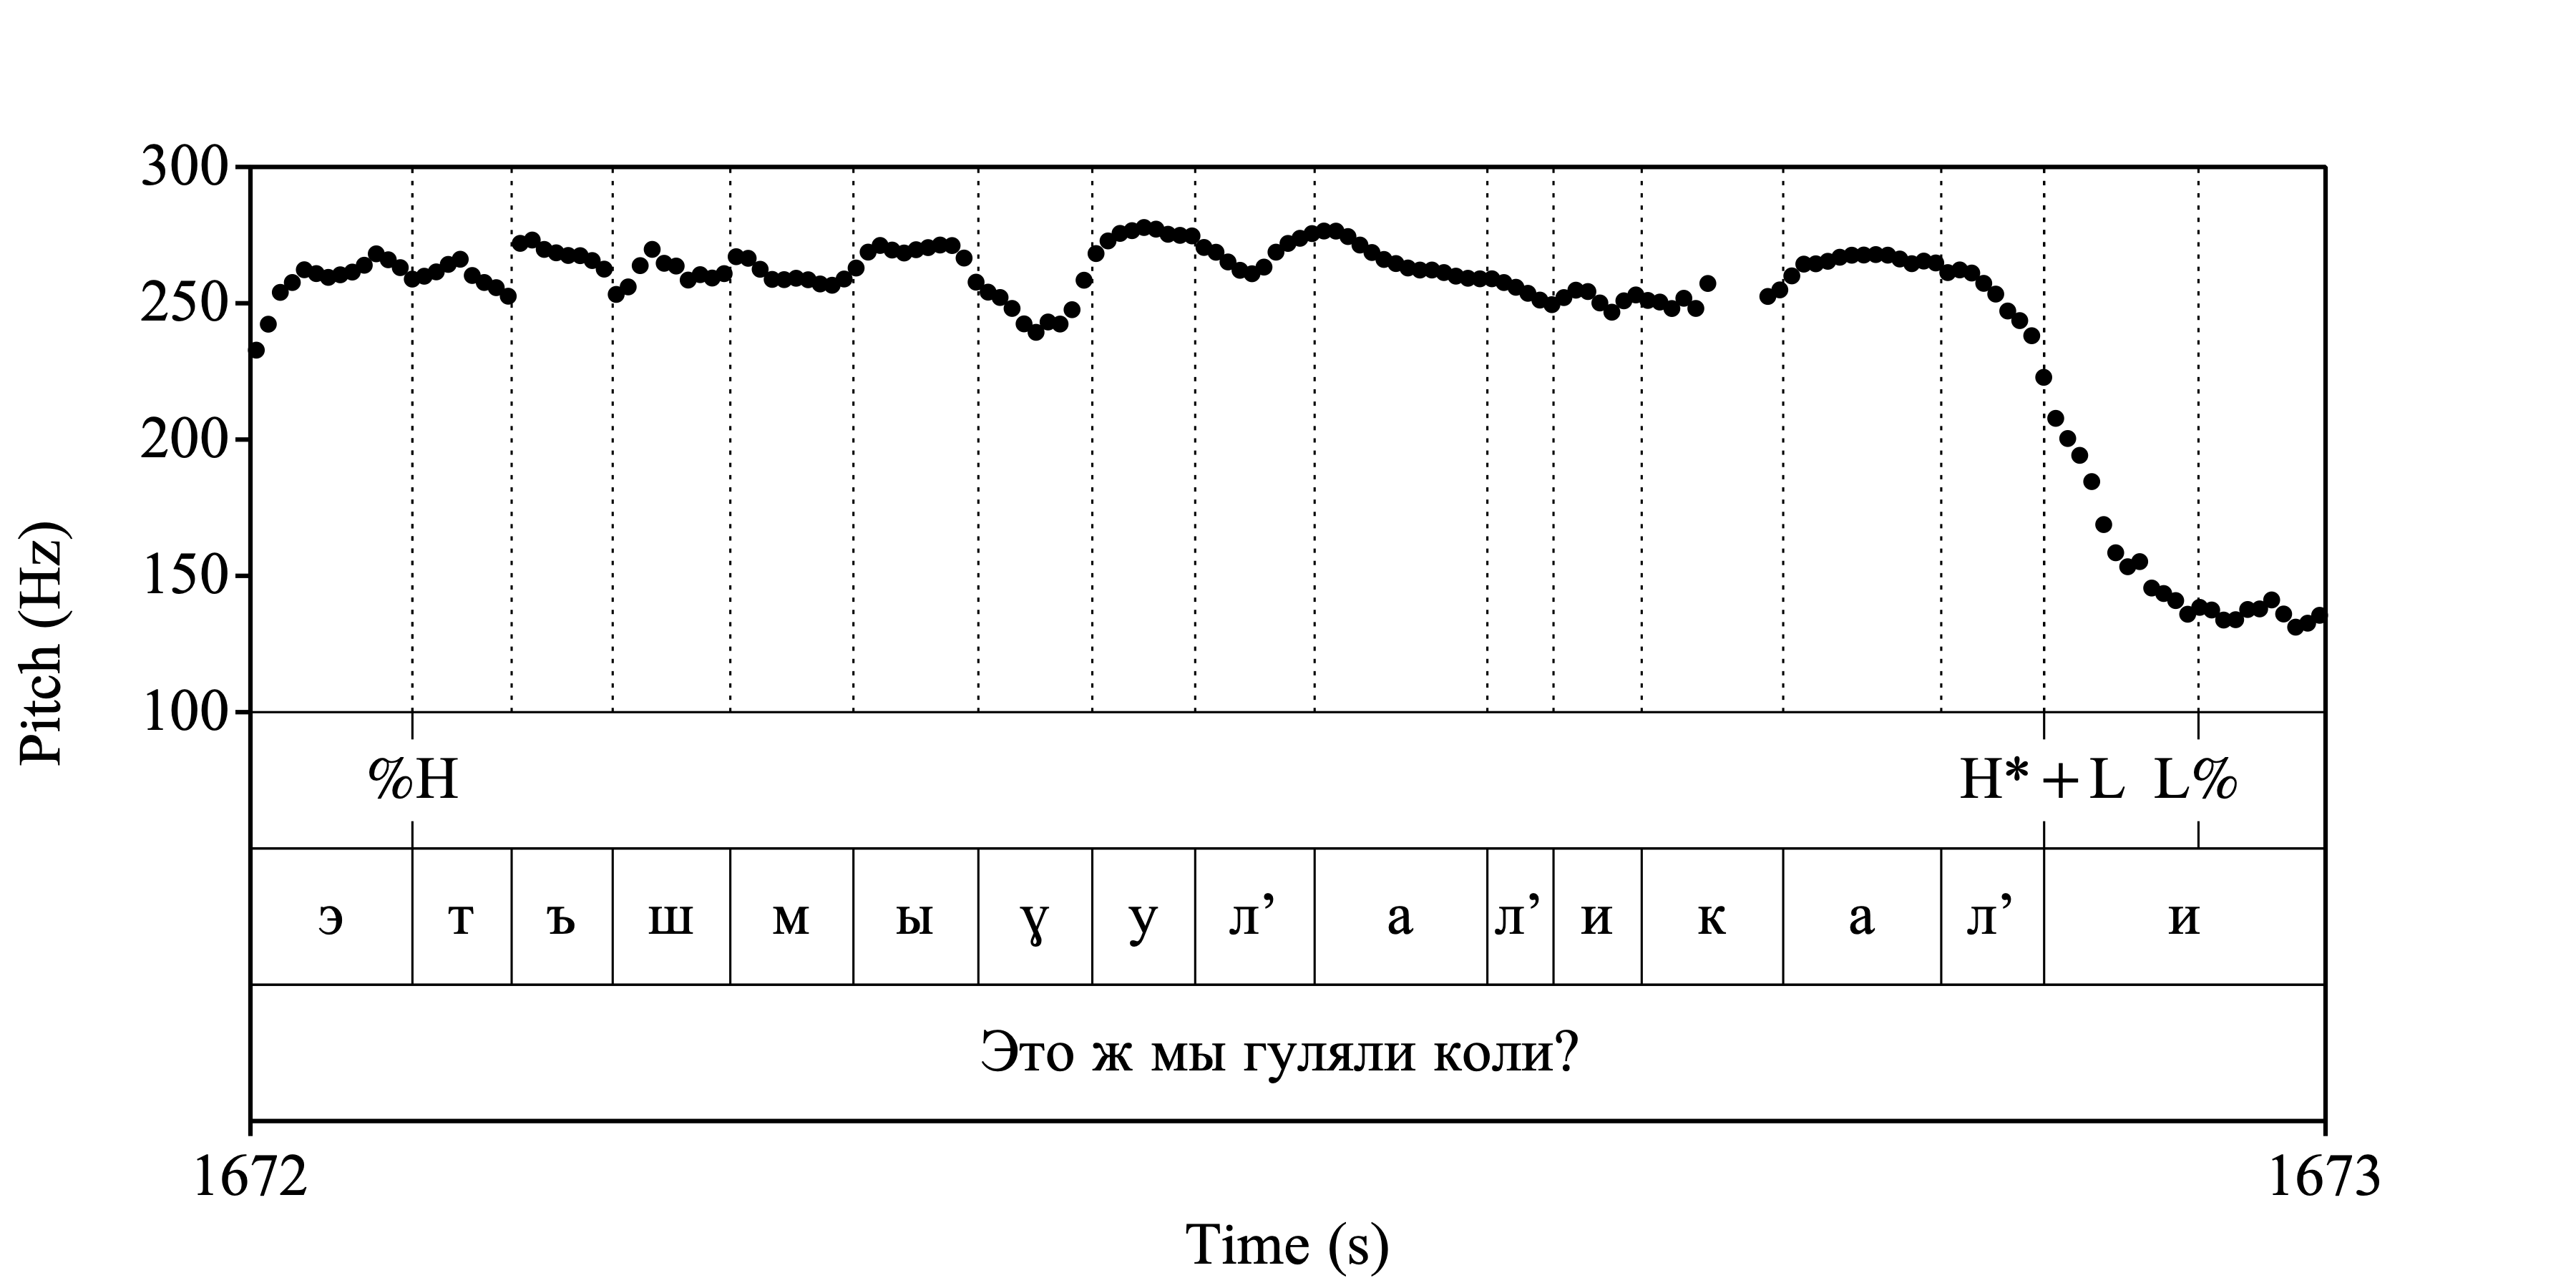 300
250
200
150
100
Pitch (Hz)
%H H*+L L%
э т ъ ш м ы ɣ у л’ а л’ и к а л’ и
Это ж мы гуляли коли?
1672 1673
Time (s)